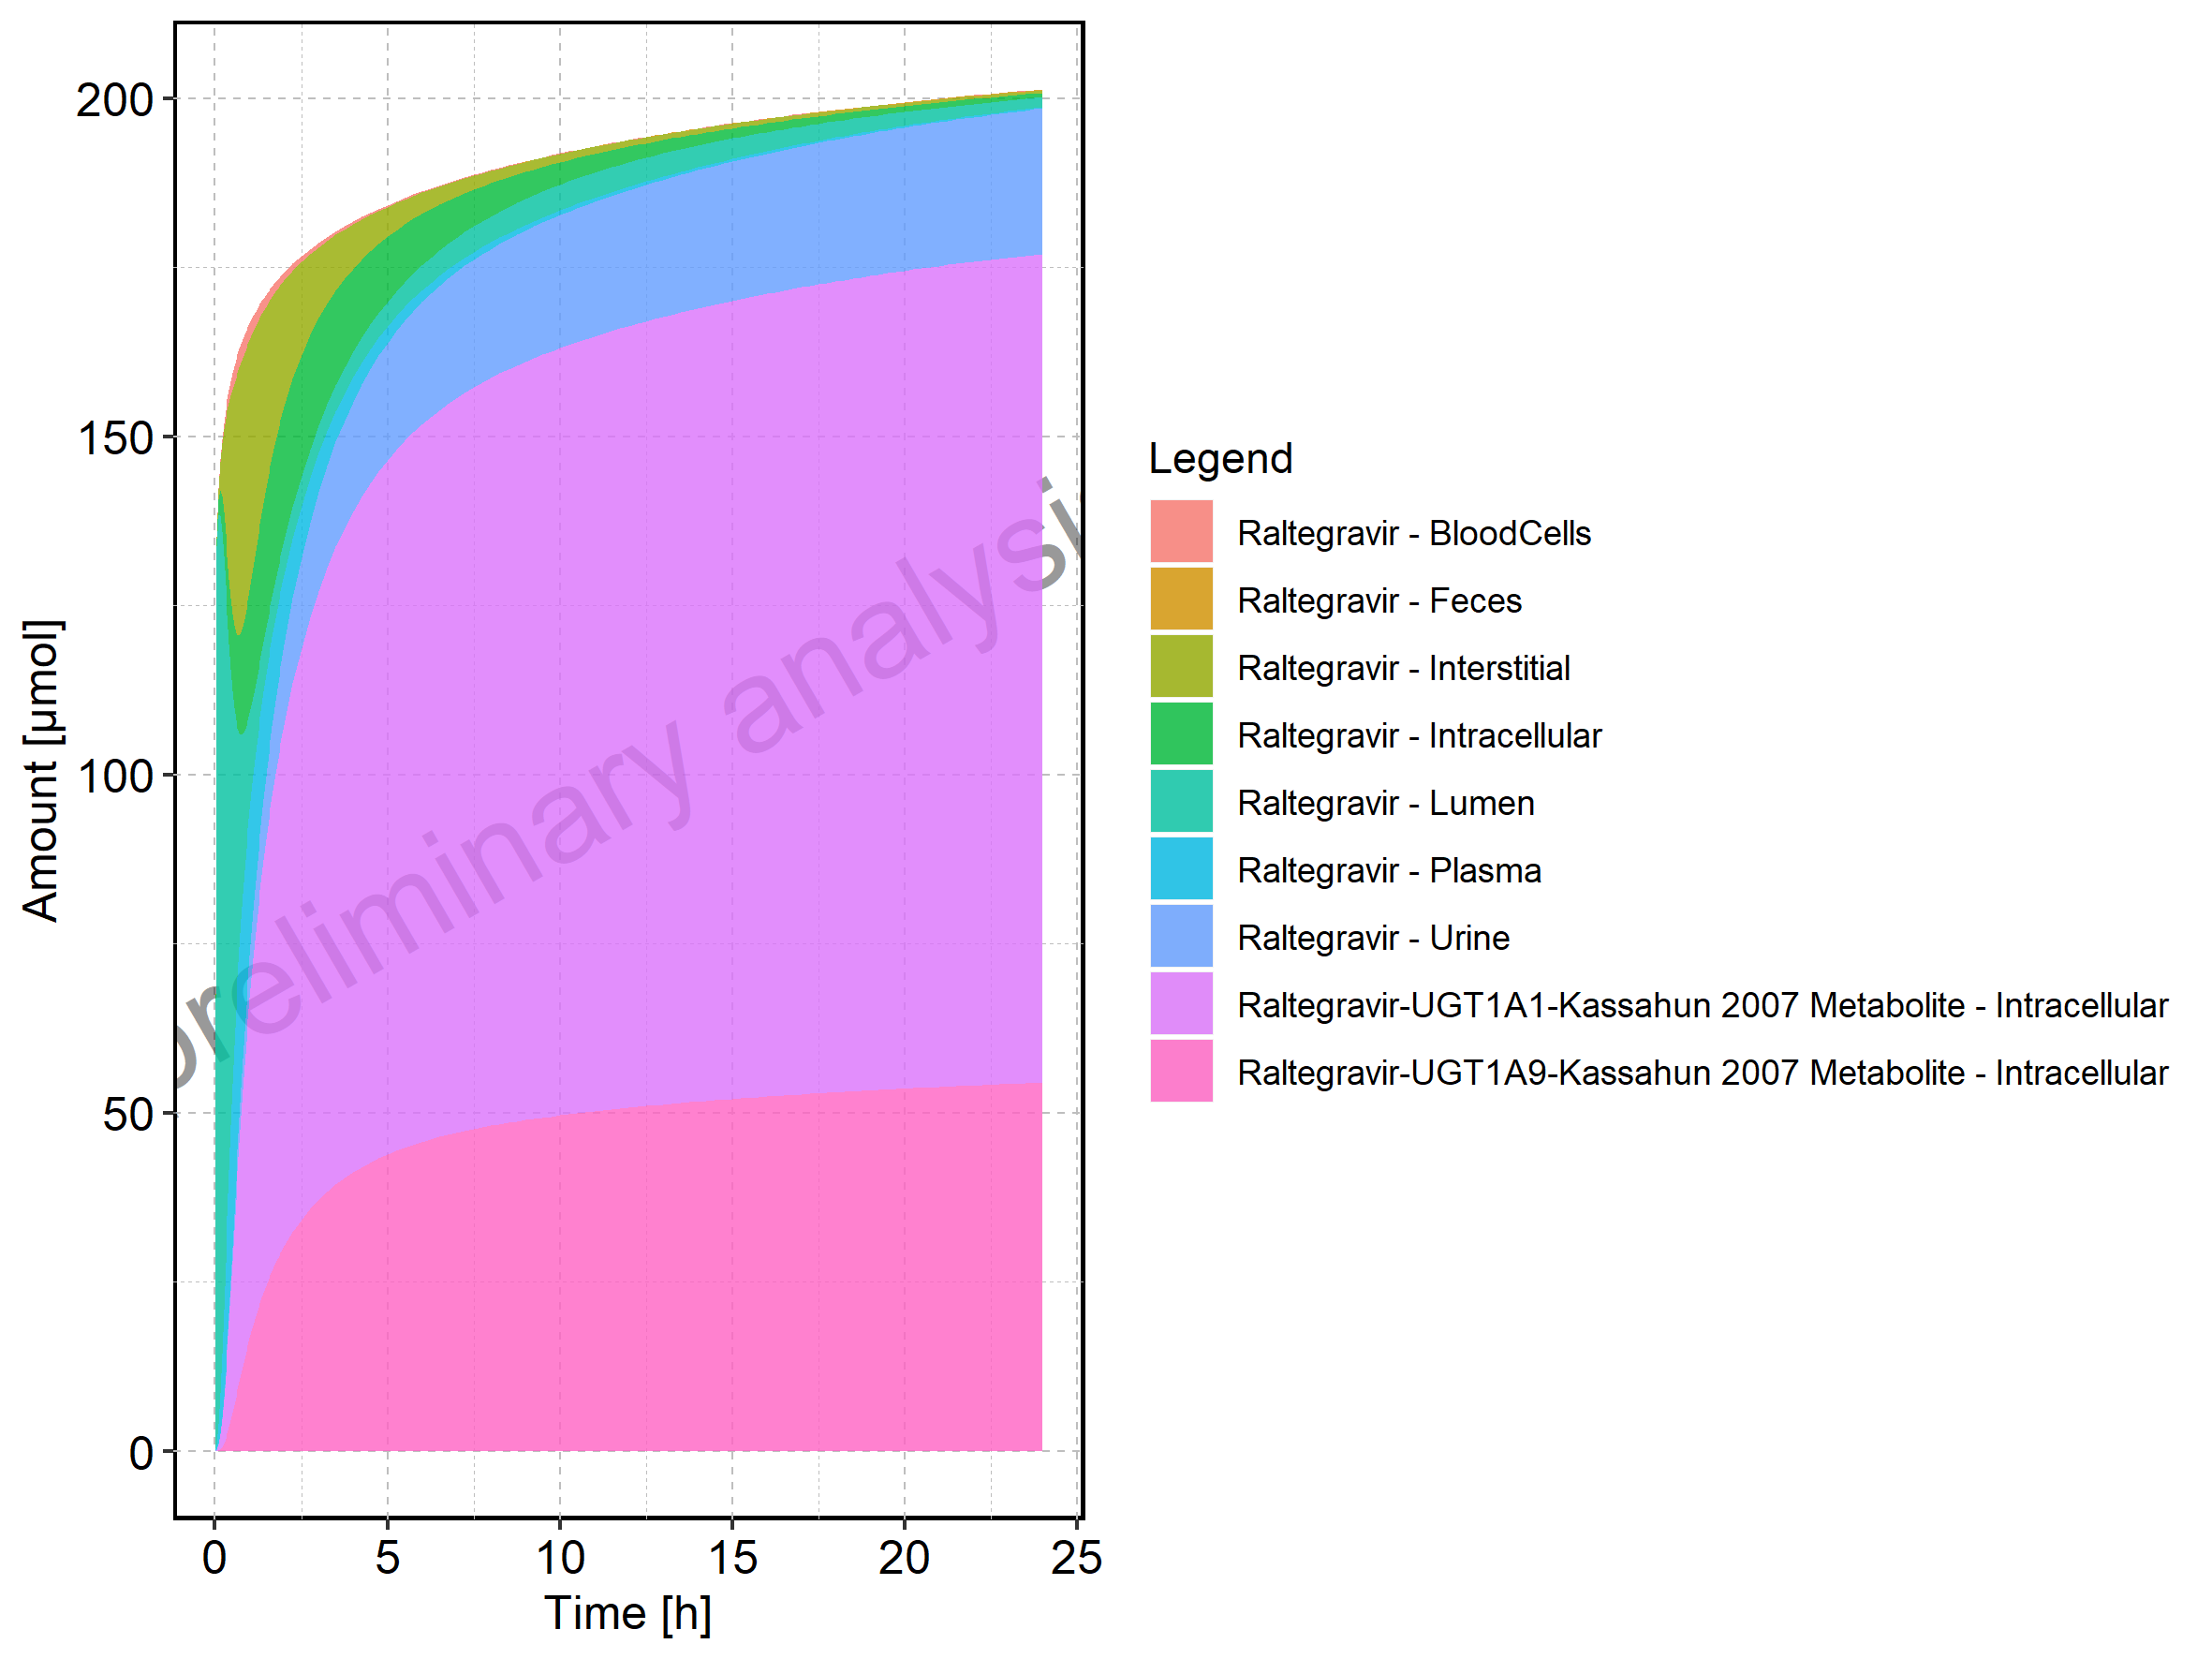 200
150
100
50
0
0 5 10 15 20 25
Time [h]
Amount [µmol]
preliminary analysis
Legend
Raltegravir - BloodCells
Raltegravir - Feces
Raltegravir - Interstitial
Raltegravir - Intracellular
Raltegravir - Lumen
Raltegravir - Plasma
Raltegravir - Urine
Raltegravir-UGT1A1-Kassahun 2007 Metabolite - Intracellular
Raltegravir-UGT1A9-Kassahun 2007 Metabolite - Intracellular